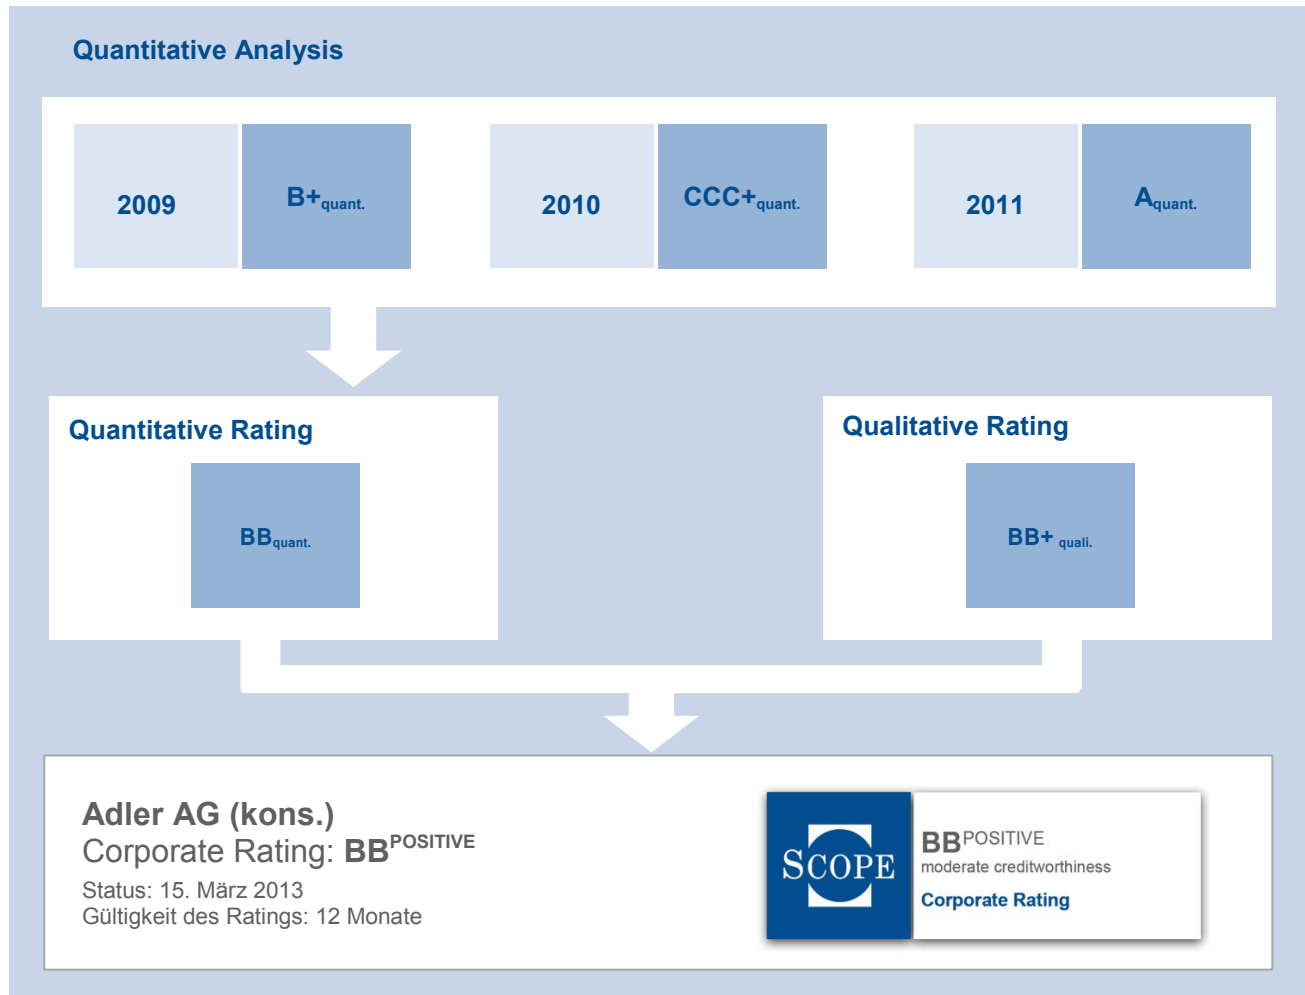 Quantitative Analysis
2009 B+quant. 2010 CCC+quant. 2011 Aquant.
Quantitative Rating
BBquant.
Qualitative Rating
BB+ quali.
Adler AG (kons.)
Corporate Rating: BBPOSITIVE
Status: 15. März 2013
Gültigkeit des Ratings: 12 Monate
SCOPE
BBPOSITIVE
moderate creditworthiness
Corporate Rating